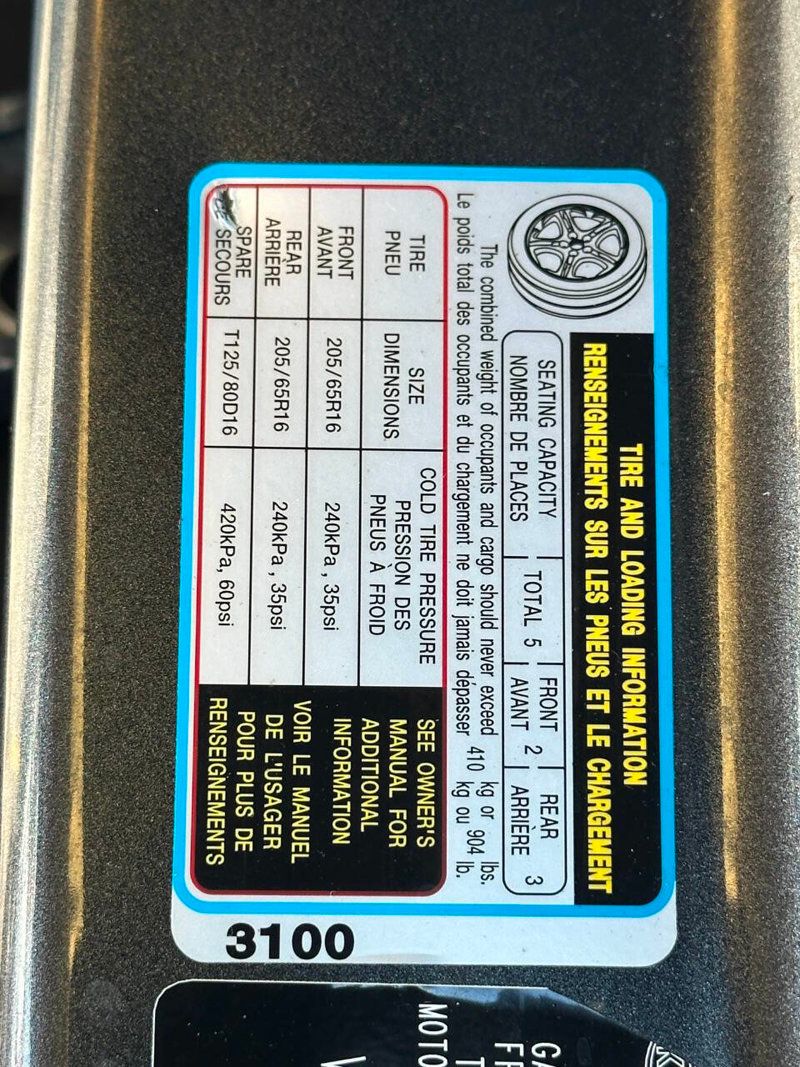 TIRE AND LOADING INFORMATION
RENSEIGNEMENTS SUR LES PNEUS ET LE CHARGEMENT
SEATING CAPACITY
NOMBRE DE PLACES
TOTAL 5
FRONT
AVANT 2
REAR
ARRIÈRE 3
The combined weight of occupants and cargo should never exceed 410 kg or 904 lbs.
Le poids total des occupants et du chargement ne doit jamais dépasser 410 kg ou 904 lb.
TIRE
PNEU
SIZE
DIMENSIONS
COLD TIRE PRESSURE
PRESSION DES
PNEUS À FROID
FRONT
AVANT
205/65R16
240kPa, 35psi
REAR
ARRIÈRE
205/65R16
240kPa, 35psi
SPARE
SECOURS
T125/80D16
420kPa, 60psi
SEE OWNER'S
MANUAL FOR
ADDITIONAL
INFORMATION
VOIR LE MANUEL
DE L'USAGER
POUR PLUS DE
RENSEIGNEMENTS
3100